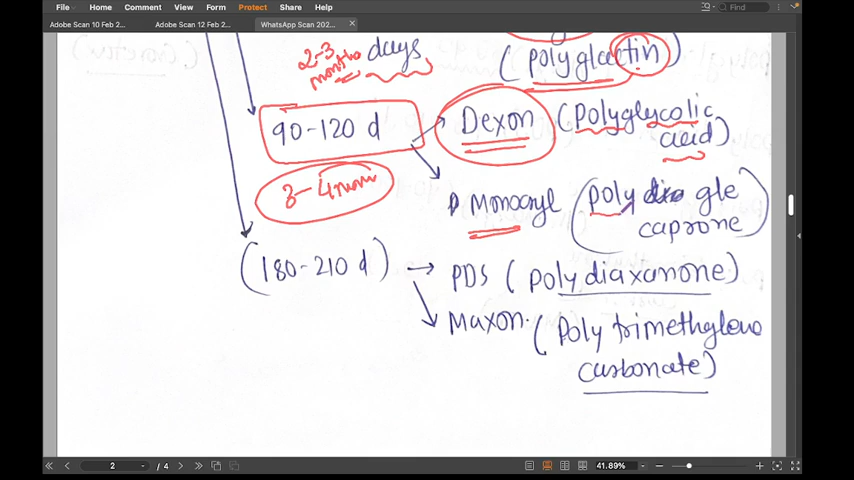 File Home Comment View Form Protect Share Help Find
Adobe Scan 10 Feb 2... Adobe Scan 12 Feb 2... WhatsApp Scan 202...
2-3 months days
(polyglactin)
90-120 d Dexon (Polyglycolic acid)
3-4
Monocryl (poly gle
caprone
(180-210 d) → PDS (polydiaxanone)
Maxon. (Poly trimethylene
carbonate)
2 / 4 41.89%